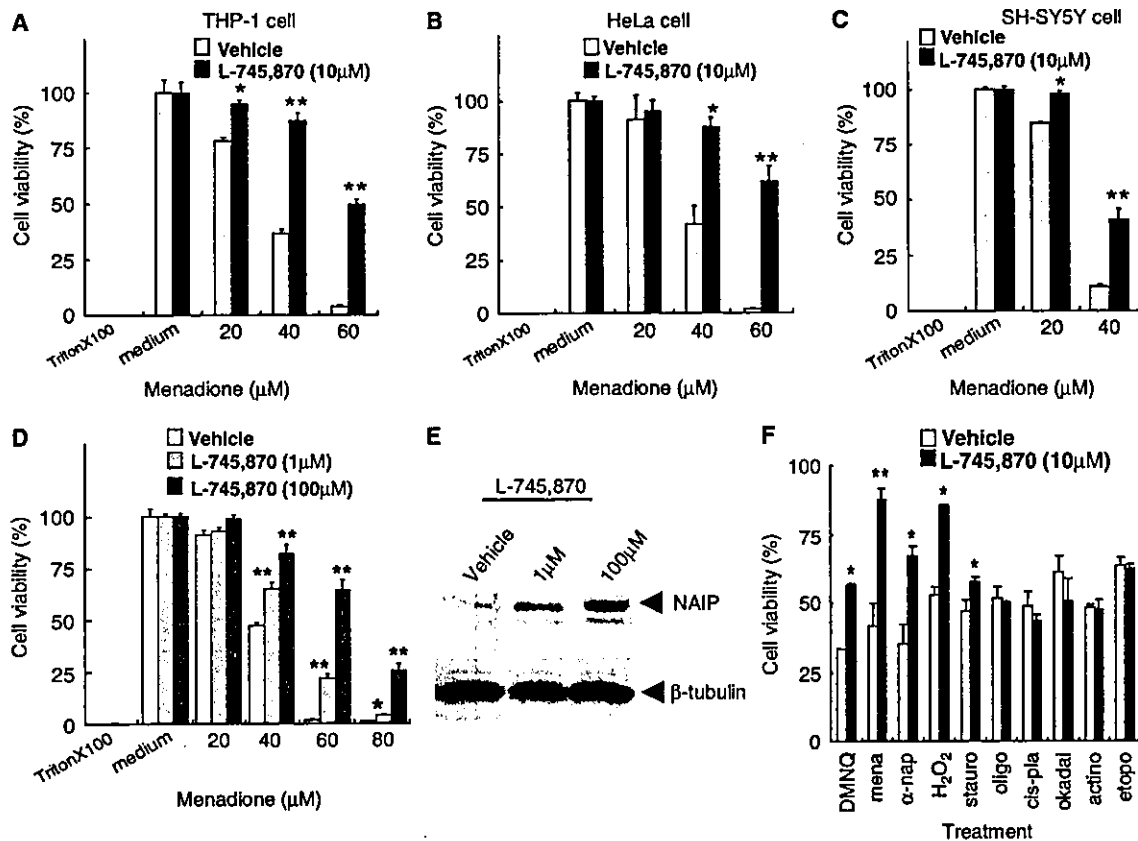 A
THP-1 cell
Vehicle
L-745,870 (10μM)
Cell viability (%)
100
75
50
25
0
*
**
**
TritonX100
medium
20
40
60
Menadione (μM)
B
HeLa cell
Vehicle
L-745,870 (10μM)
Cell viability (%)
100
75
50
25
0
*
**
TritonX100
medium
20
40
60
Menadione (μM)
C
SH-SY5Y cell
Vehicle
L-745,870 (10μM)
Cell viability (%)
100
75
50
25
0
*
**
TritonX100
medium
20
40
Menadione (μM)
D
Vehicle
L-745,870 (1μM)
L-745,870 (100μM)
Cell viability (%)
100
75
50
25
0
**
**
**
**
*
**
TritonX100
medium
20
40
60
80
Menadione (μM)
E
L-745,870
Vehicle
1μM
100μM
NAIP
β-tubulin
F
Vehicle
L-745,870 (10μM)
Cell viability (%)
100
75
50
25
0
*
**
*
*
*
DMNQ
mena
α-nap
H₂O₂
stauro
oligo
cis-pla
okadai
actino
etopo
Treatment